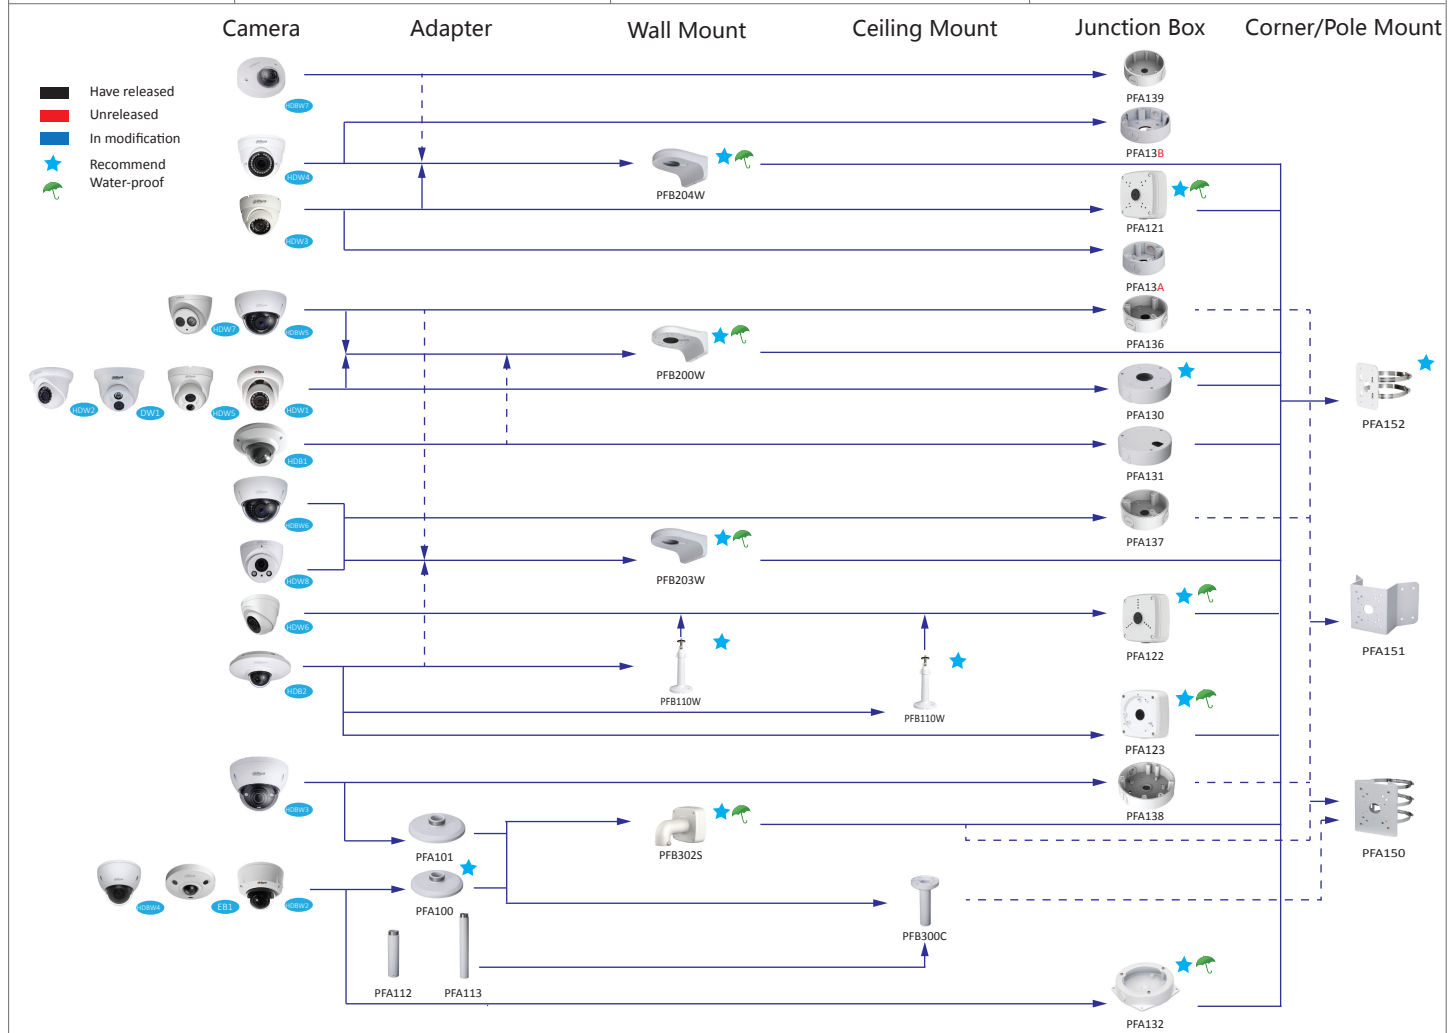 Camera
Adapter
Wall Mount
Ceiling Mount
Junction Box
Corner/Pole Mount
Have released
Unreleased
In modification
Recommend
Water-proof
HDBW7
PFA139
HDW4
PFB204W
PFA13B
HDW3
PFA121
PFA13A
HDW7
HDBW5
PFB200W
PFA136
HDW2
DW1
HDW5
HDW1
PFA130
PFA152
HDB1
PFA131
HDBW6
PFA137
HDW8
PFB203W
HDW6
PFA122
PFA151
HDB2
PFB110W
PFB110W
PFA123
HDBW3
PFA138
PFA101
PFB302S
PFA150
HDBW4
EB1
HDBW2
PFA100
PFB300C
PFA112
PFA113
PFA132